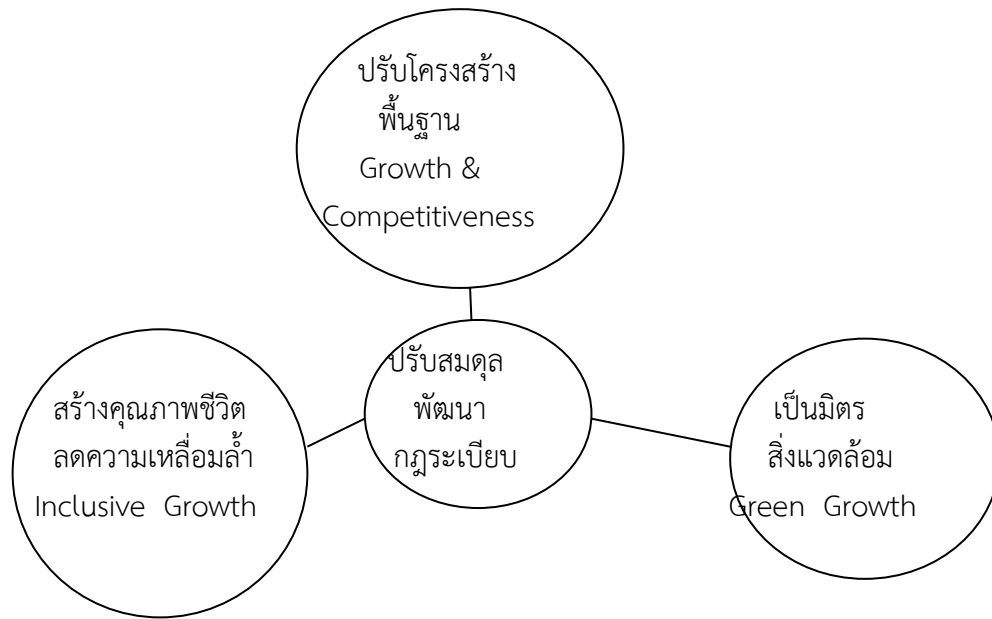 ปรับโครงสร้าง
พื้นฐาน
Growth &
Competitiveness
ปรับสมดุล
พัฒนา
กฎระเบียบ
สร้างคุณภาพชีวิต
ลดความเหลื่อมล้ำ
Inclusive Growth
เป็นมิตร
สิ่งแวดล้อม
Green Growth